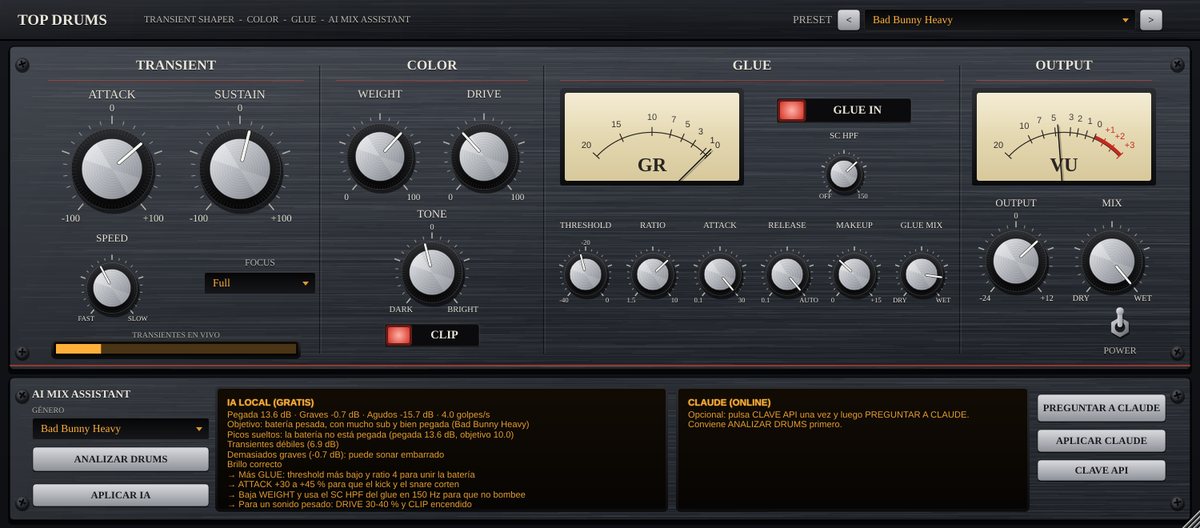 TOP DRUMS
TRANSIENT SHAPER - COLOR - GLUE - AI MIX ASSISTANT
PRESET < Bad Bunny Heavy >
TRANSIENT
ATTACK
0
-100 +100
SUSTAIN
0
-100 +100
SPEED
FAST SLOW
FOCUS
Full
TRANSIENTES EN VIVO
COLOR
WEIGHT
0 100
DRIVE
0 100
TONE
0
DARK BRIGHT
CLIP
GLUE
20 15 10 7 5 3 1 0
GR
GLUE IN
SC HPF
OFF 150
THRESHOLD
-20
-40 0
RATIO
1.5 10
ATTACK
0.1 30
RELEASE
0.1 AUTO
MAKEUP
0 +15
GLUE MIX
DRY WET
OUTPUT
20 10 7 5 3 2 1 0 +1 +2 +3
VU
OUTPUT
0
-24 +12
MIX
DRY WET
POWER
AI MIX ASSISTANT
GÉNERO
Bad Bunny Heavy
ANALIZAR DRUMS
APLICAR IA
IA LOCAL (GRATIS)
Pegada 13.6 dB · Graves -0.7 dB · Agudos -15.7 dB · 4.0 golpes/s
Objetivo: batería pesada, con mucho sub y bien pegada (Bad Bunny Heavy)
Picos sueltos: la batería no está pegada (pegada 13.6 dB, objetivo 10.0)
Transientes débiles (6.9 dB)
Demasiados graves (-0.7 dB): puede sonar embarrado
Brillo correcto
→ Más GLUE: threshold más bajo y ratio 4 para unir la batería
→ ATTACK +30 a +45 % para que el kick y el snare corten
→ Baja WEIGHT y usa el SC HPF del glue en 150 Hz para que no bombee
→ Para un sonido pesado: DRIVE 30-40 % y CLIP encendido
CLAUDE (ONLINE)
Opcional: pulsa CLAVE API una vez y luego PREGUNTAR A CLAUDE.
Conviene ANALIZAR DRUMS primero.
PREGUNTAR A CLAUDE
APLICAR CLAUDE
CLAVE API